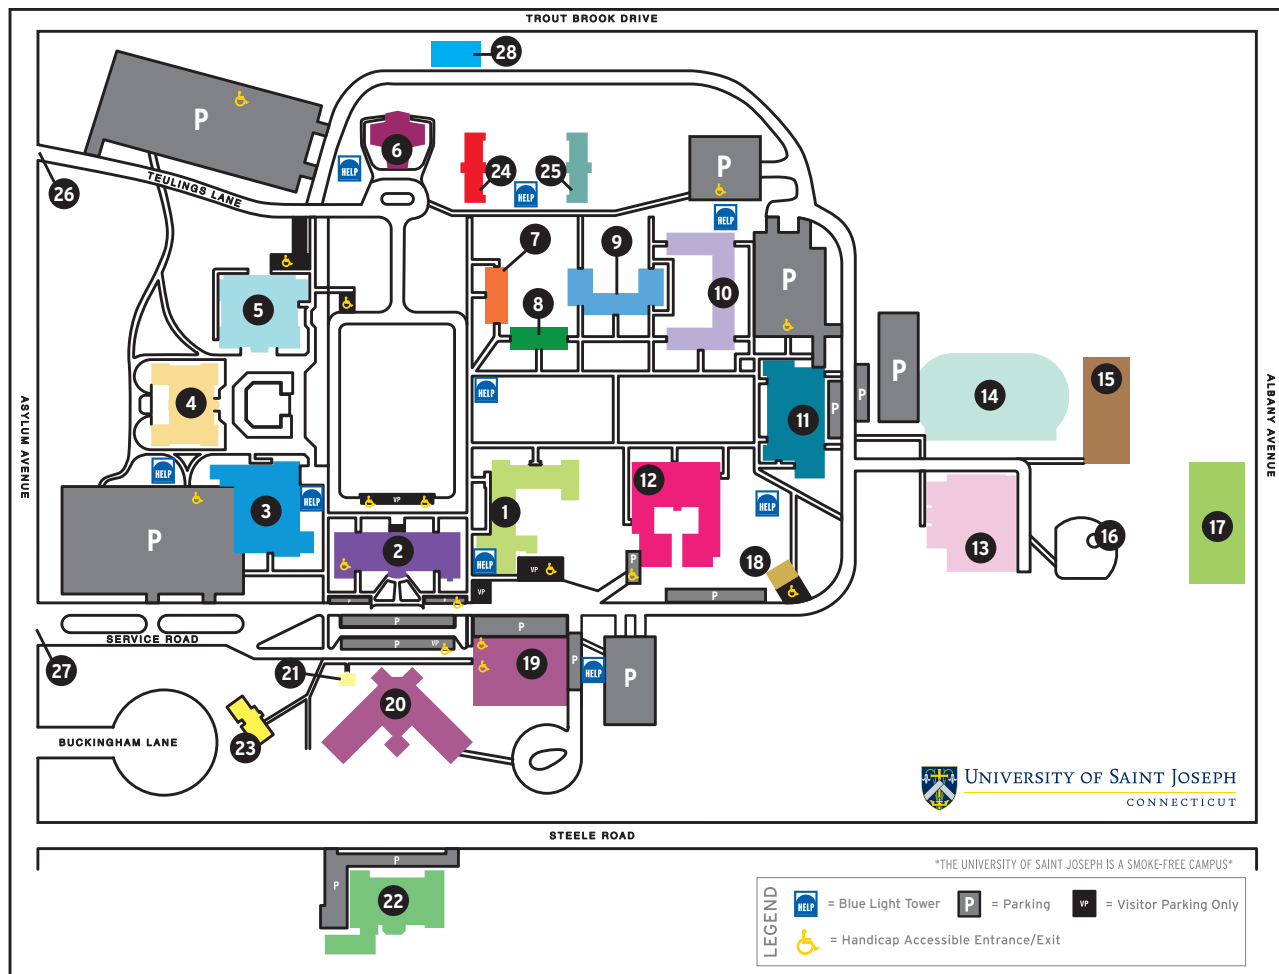 TROUT BROOK DRIVE
28
P
6
HELP
24
25
HELP
P
26
TEULINGS LANE
HELP
7
9
5
8
10
P
P
15
4
HELP
P
P
14
11
ASYLUM AVENUE
ALBANY AVENUE
HELP
12
3
HELP
VP
1
HELP
17
P
2
16
13
HELP
VP
P
18
VP
P
P
P
P
SERVICE ROAD
P
P
VP
27
21
19
P
HELP
P
20
BUCKINGHAM LANE
23
UNIVERSITY OF SAINT JOSEPH
CONNECTICUT
STEELE ROAD
P
*THE UNIVERSITY OF SAINT JOSEPH IS A SMOKE-FREE CAMPUS*
P
22
LEGEND
HELP = Blue Light Tower
P = Parking
VP = Visitor Parking Only
= Handicap Accessible Entrance/Exit